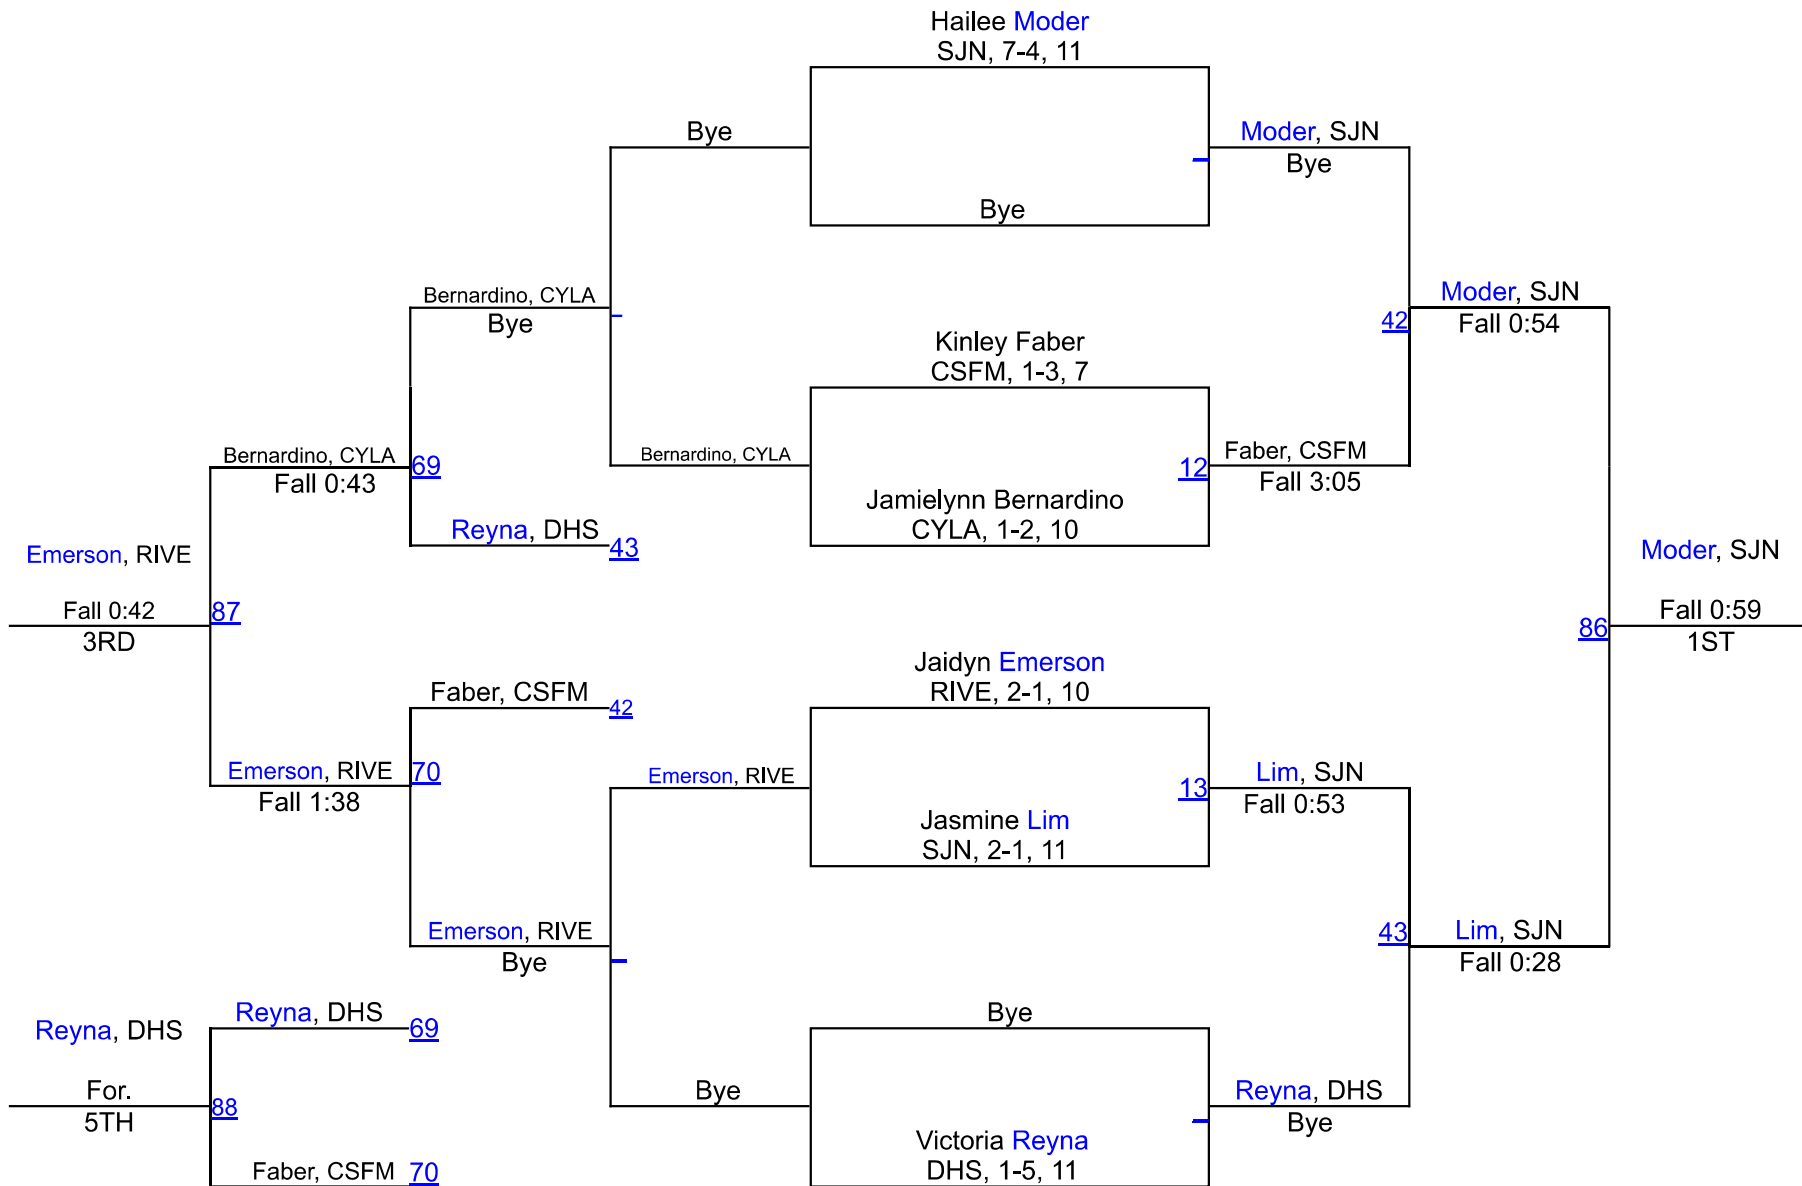 Hailee Moder
SJN, 7-4, 11
Bye
Moder, SJN
Bye
Bye
Bernardino, CYLA
Bye
Moder, SJN
42
Fall 0:54
Kinley Faber
CSFM, 1-3, 7
Bernardino, CYLA
69
Fall 0:43
Bernardino, CYLA
12
Faber, CSFM
Fall 3:05
Jamielynn Bernardino
CYLA, 1-2, 10
Reyna, DHS
43
Emerson, RIVE
Fall 0:42
87
3RD
Moder, SJN
86
Fall 0:59
1ST
Jaidyn Emerson
RIVE, 2-1, 10
Faber, CSFM
42
Emerson, RIVE
70
Fall 1:38
Emerson, RIVE
13
Lim, SJN
Fall 0:53
Jasmine Lim
SJN, 2-1, 11
Emerson, RIVE
Bye
43
Lim, SJN
Fall 0:28
Reyna, DHS
Reyna, DHS
69
Bye
For.
88
5TH
Bye
Reyna, DHS
Bye
Victoria Reyna
DHS, 1-5, 11
Faber, CSFM
70